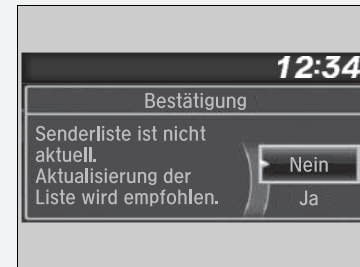 12:34
Bestätigung
Senderliste ist nicht
aktuell.
Aktualisierung der
Liste wird empfohlen.
Nein
Ja